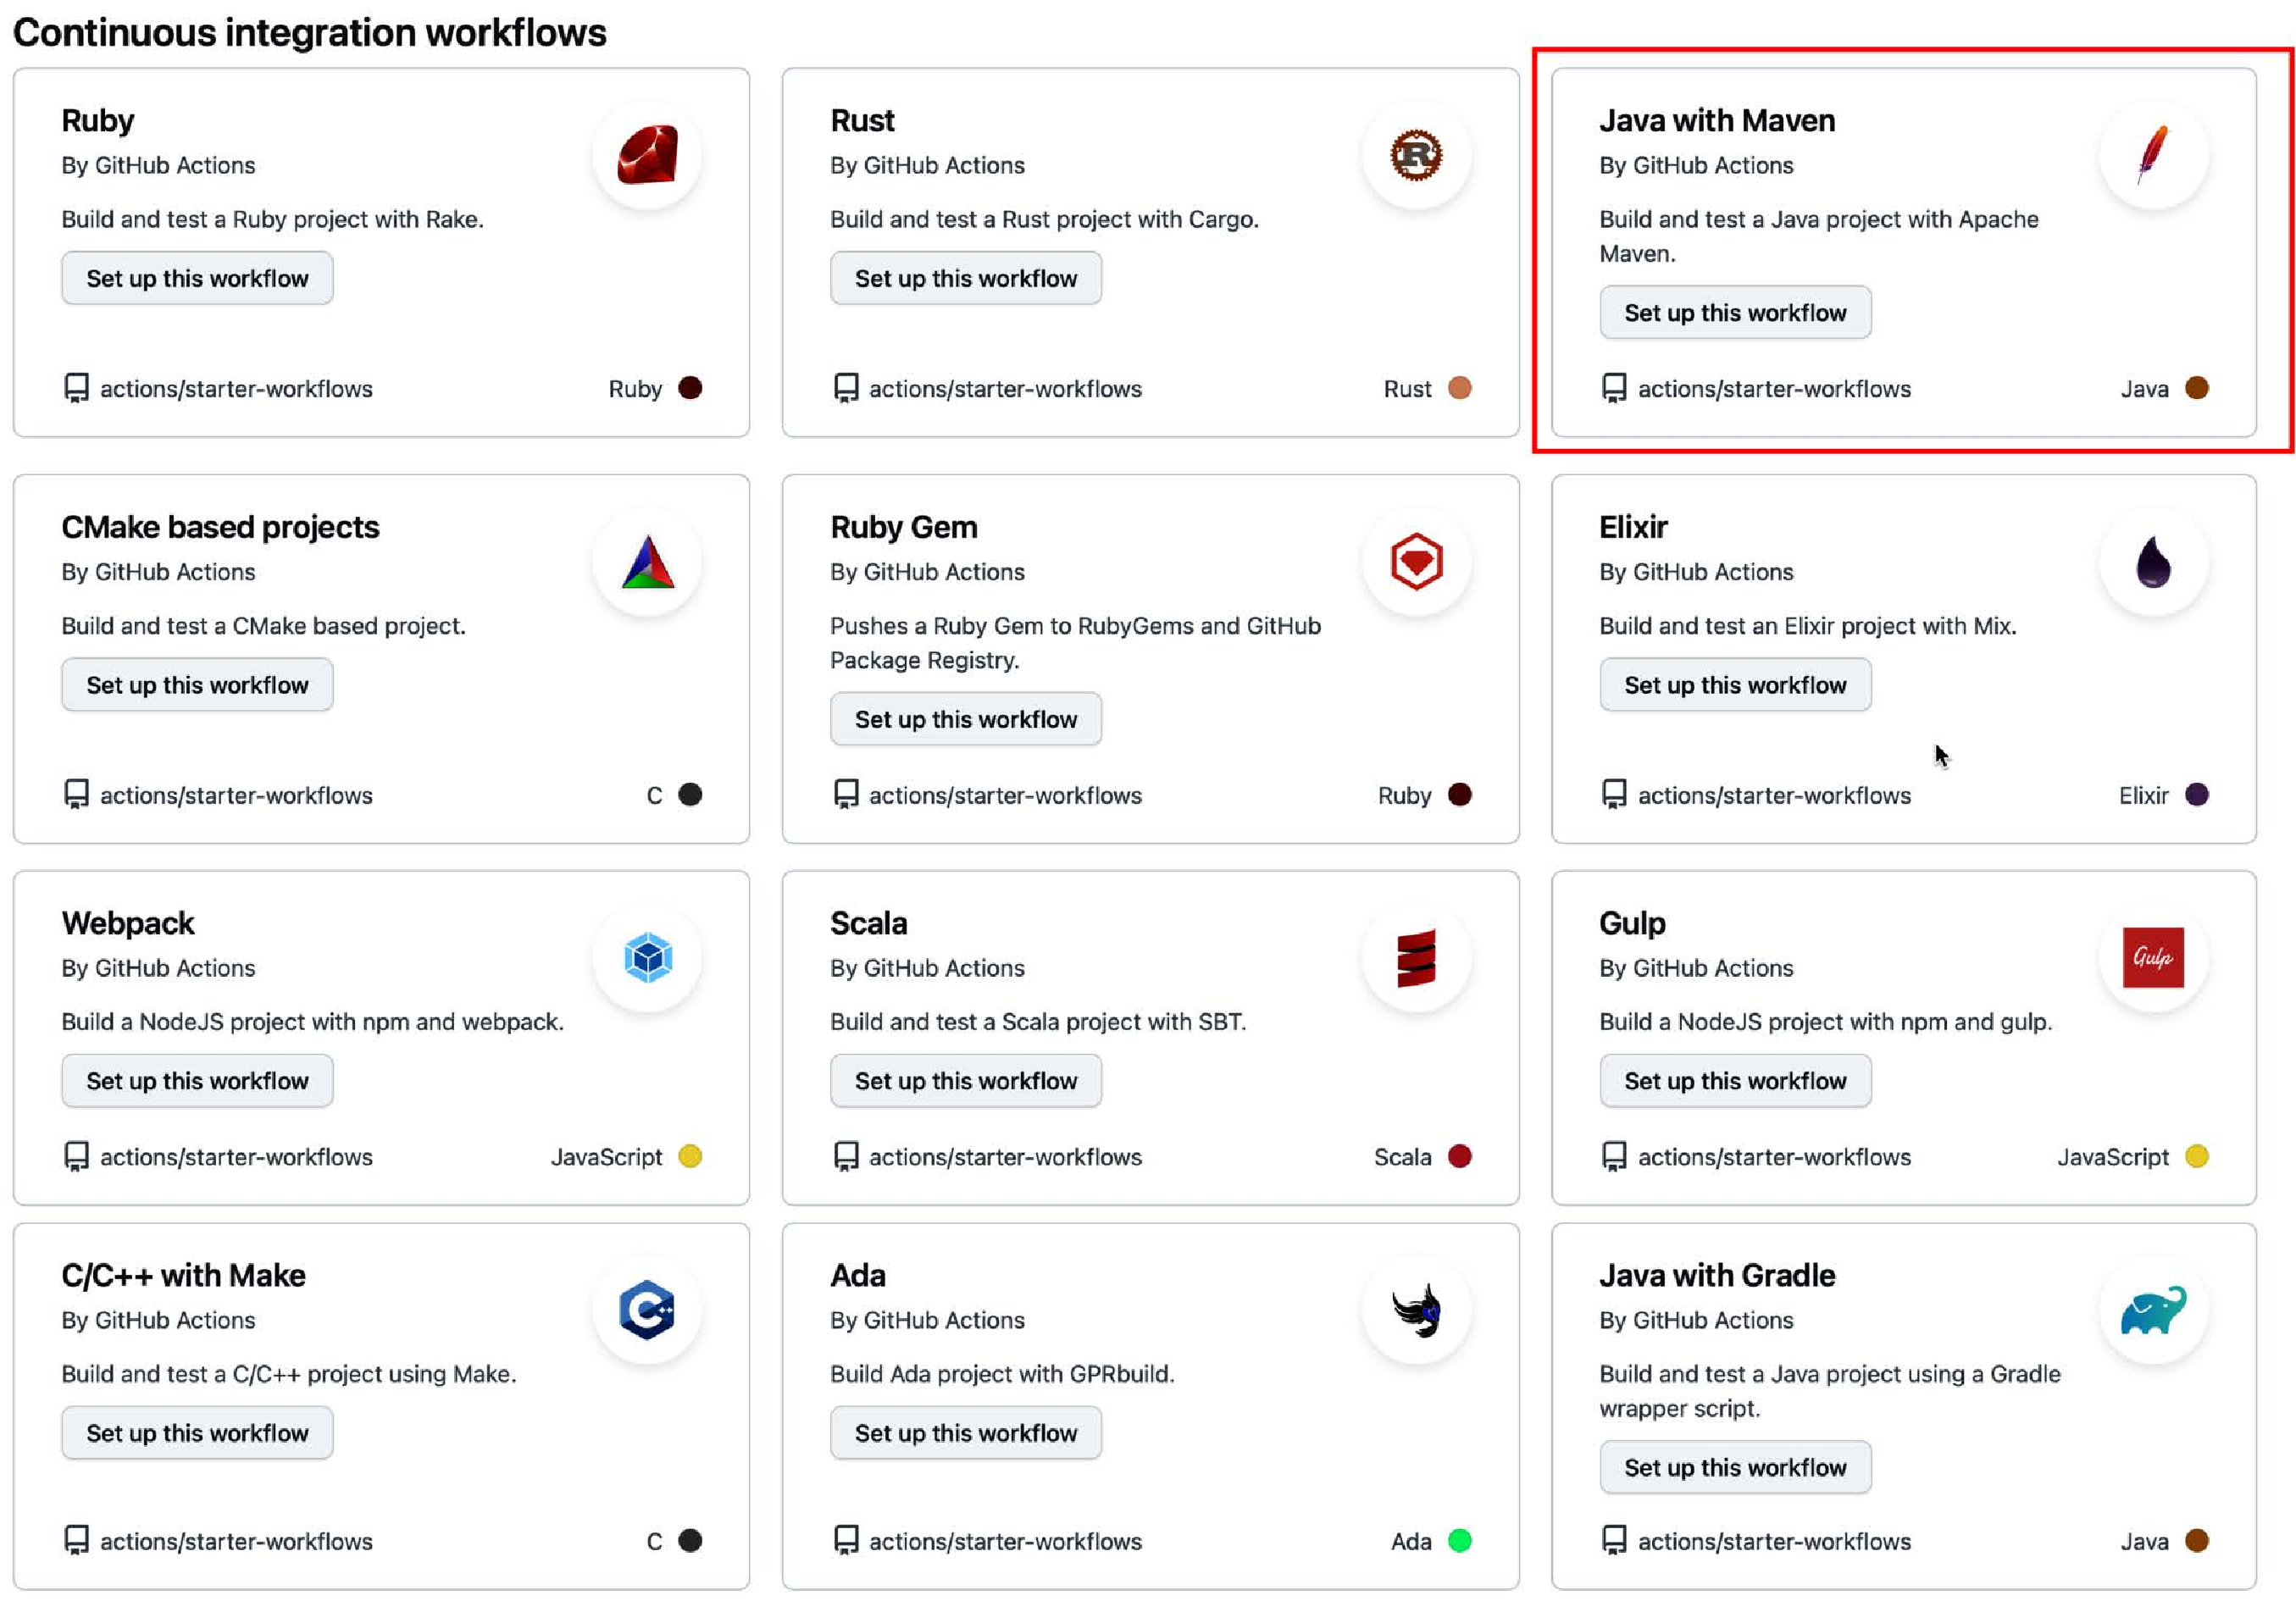 Continuous integration workflows
Ruby
By GitHub Actions
Build and test a Ruby project with Rake.
Set up this workflow
actions/starter-workflows
Ruby
Rust
By GitHub Actions
R
Build and test a Rust project with Cargo.
Set up this workflow
actions/starter-workflows
Rust
Java with Maven
By GitHub Actions
Build and test a Java project with Apache
Maven.
Set up this workflow
actions/starter-workflows
Java
CMake based projects
By GitHub Actions
Build and test a CMake based project.
Set up this workflow
actions/starter-workflows
C
Ruby Gem
By GitHub Actions
Pushes a Ruby Gem to RubyGems and GitHub
Package Registry.
Set up this workflow
actions/starter-workflows
Ruby
Elixir
By GitHub Actions
Build and test an Elixir project with Mix.
Set up this workflow
actions/starter-workflows
Elixir
Webpack
By GitHub Actions
Build a NodeJS project with npm and webpack.
Set up this workflow
actions/starter-workflows
JavaScript
Scala
By GitHub Actions
Build and test a Scala project with SBT.
Set up this workflow
actions/starter-workflows
Scala
Gulp
By GitHub Actions
Gulp
Build a NodeJS project with npm and gulp.
Set up this workflow
actions/starter-workflows
JavaScript
C/C++ with Make
By GitHub Actions
C++
Build and test a C/C++ project using Make.
Set up this workflow
actions/starter-workflows
C
Ada
By GitHub Actions
Build Ada project with GPRbuild.
Set up this workflow
actions/starter-workflows
Ada
Java with Gradle
By GitHub Actions
Build and test a Java project using a Gradle
wrapper script.
Set up this workflow
actions/starter-workflows
Java